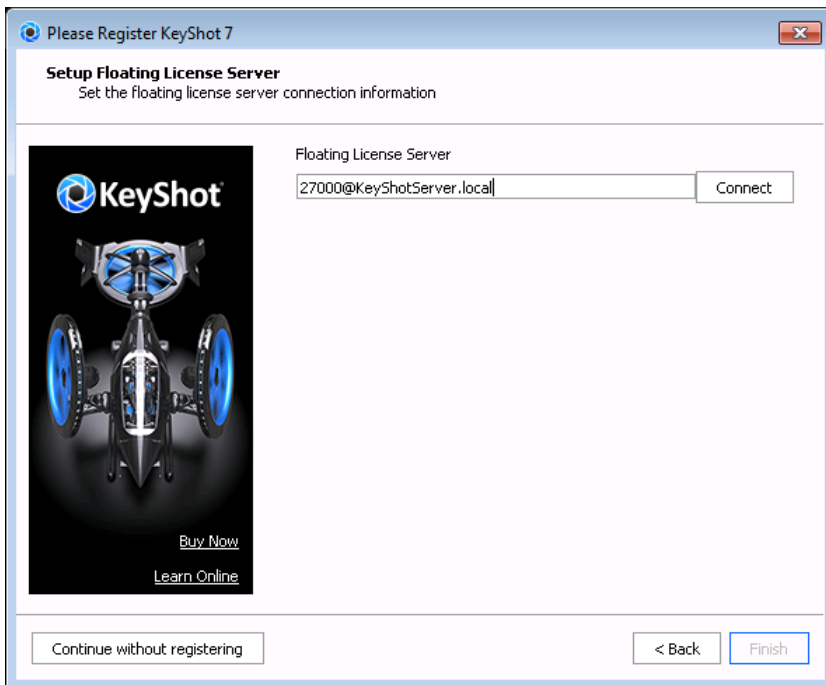 Please Register KeyShot 7
Setup Floating License Server
Set the floating license server connection information
Floating License Server
27000@KeyShotServer.local
Connect
KeyShot
Buy Now
Learn Online
Continue without registering
< Back
Finish